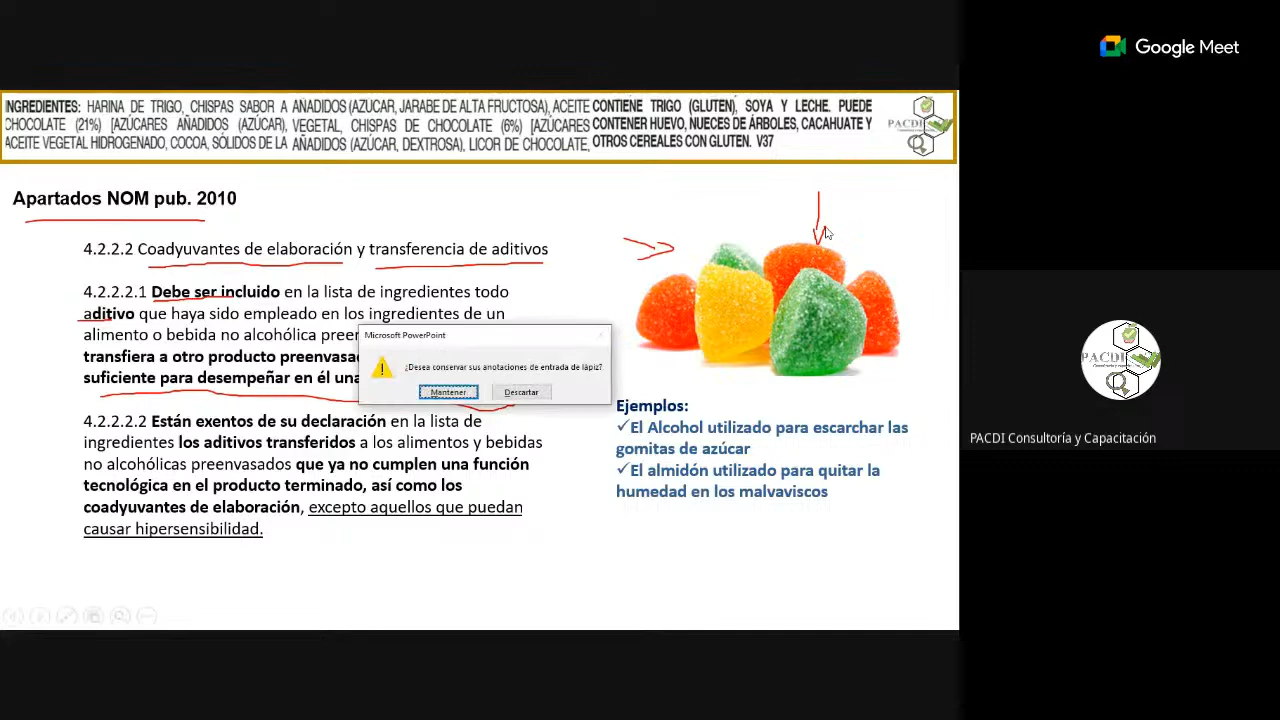 Google Meet
INGREDIENTES: HARINA DE TRIGO, CHISPAS SABOR A
CHOCOLATE (21%) [AZÚCARES AÑADIDOS (AZÚCAR),
ACEITE VEGETAL HIDROGENADO, COCOA, SÓLIDOS DE LA
AÑADIDOS (AZÚCAR, JARABE DE ALTA FRUCTOSA), ACEITE
VEGETAL, CHISPAS DE CHOCOLATE (6%) [AZÚCARES
AÑADIDOS (AZÚCAR, DEXTROSA), LICOR DE CHOCOLATE,
CONTIENE TRIGO (GLUTEN), SOYA Y LECHE. PUEDE
CONTENER HUEVO, NUECES DE ÁRBOLES, CACAHUATE Y
OTROS CEREALES CON GLUTEN. V37
PACDI
Apartados NOM pub. 2010
4.2.2.2 Coadyuvantes de elaboración y transferencia de aditivos
4.2.2.2.1 Debe ser incluido en la lista de ingredientes todo
aditivo que haya sido empleado en los ingredientes de un
alimento o bebida no alcohólica
transfiera a otro producto
suficiente para desempeñar en él
Microsoft PowerPoint
¿Desea conservar sus anotaciones de entrada de lápiz?
Mantener
Descartar
4.2.2.2.2 Están exentos de su declaración en la lista de
ingredientes los aditivos transferidos a los alimentos y bebidas
no alcohólicas preenvasados que ya no cumplen una función
tecnológica en el producto terminado, así como los
coadyuvantes de elaboración, excepto aquellos que puedan
causar hipersensibilidad.
Ejemplos:
✓El Alcohol utilizado para escarchar las
gomitas de azúcar
✓El almidón utilizado para quitar la
humedad en los malvaviscos
PACDI
PACDI Consultoría y Capacitación